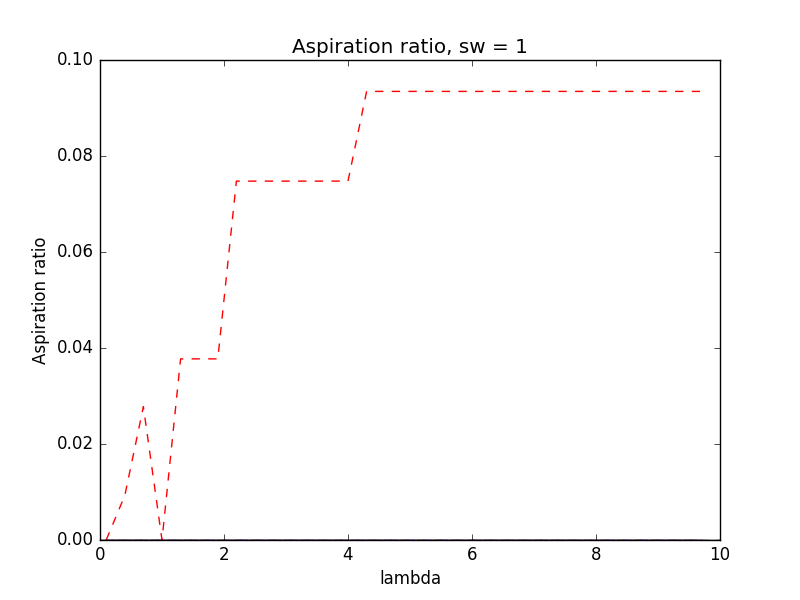 Aspiration ratio, sw = 1
0.10
0.08
0.06
0.04
0.02
0.00
Aspiration ratio
0 2 4 6 8 10
lambda